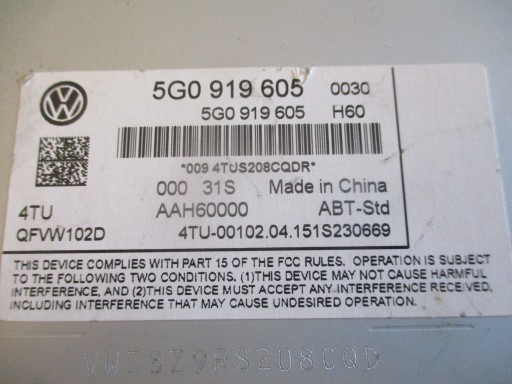 VW
5G0 919 605 0030
5G0 919 605 H60
*009 4TUS208CQDR*
000 31S Made in China
4TU AAH60000 ABT-Std
QFVW102D 4TU-00102.04.151S230669
THIS DEVICE COMPLIES WITH PART 15 OF THE FCC RULES. OPERATION IS SUBJECT
TO THE FOLLOWING TWO CONDITIONS. (1)THIS DEVICE MAY NOT CAUSE HARMFUL
INTERFERENCE, AND (2)THIS DEVICE MUST ACCEPT ANY INTERFERENCE RECEIVED,
INCLUDING INTERFERENCE THAT MAY CAUSE UNDESIRED OPERATION.
VWZ8Z9RS208CQD